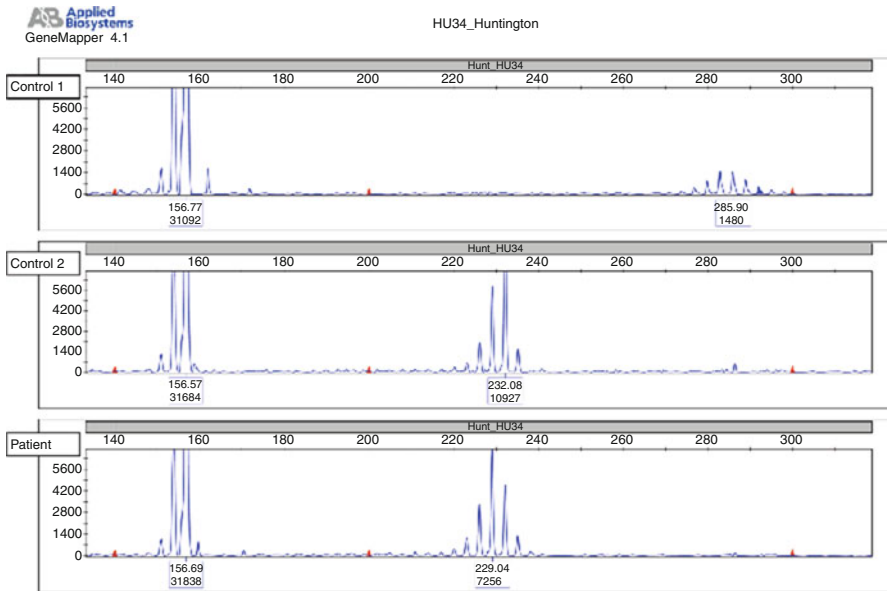 AB Applied
Biosystems
GeneMapper 4.1
HU34_Huntington
Control 1
Hunt_HU34
140 160 180 200 220 240 260 280 300
5600
4200
2800
1400
0
156.77
31092
285.90
1480
Control 2
Hunt_HU34
140 160 180 200 220 240 260 280 300
5600
4200
2800
1400
0
156.57
31684
232.08
10927
Patient
Hunt_HU34
140 160 180 200 220 240 260 280 300
5600
4200
2800
1400
0
156.69
31838
229.04
7256